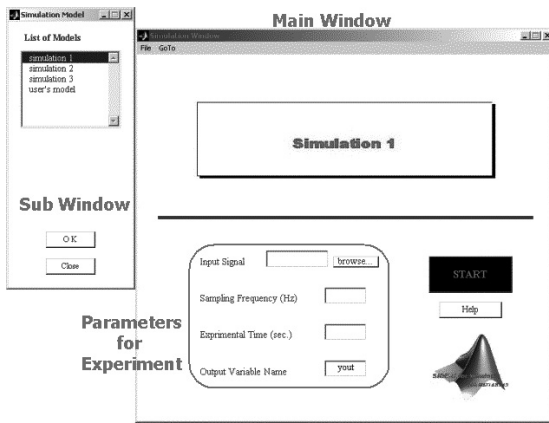 Main Window
Simulation Model
List of Models
simulation 1
simulation 2
simulation 3
user's model
Sub Window
O K
Close
Simulation Window
File GoTo
Simulation 1
Input Signal browse...
Sampling Frequency (Hz)
Exprimental Time (sec.)
Output Variable Name yout
Parameters
for
Experiment
START
Help